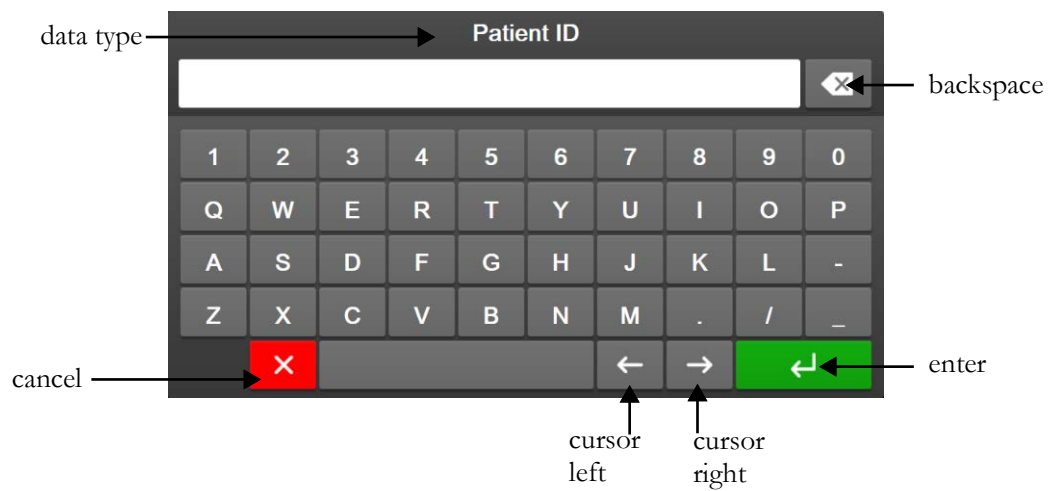 data type
Patient ID
backspace
1 2 3 4 5 6 7 8 9 0
Q W E R T Y U I O P
A S D F G H J K L -
Z X C V B N M . / _
cancel
enter
cursor
left
cursor
right